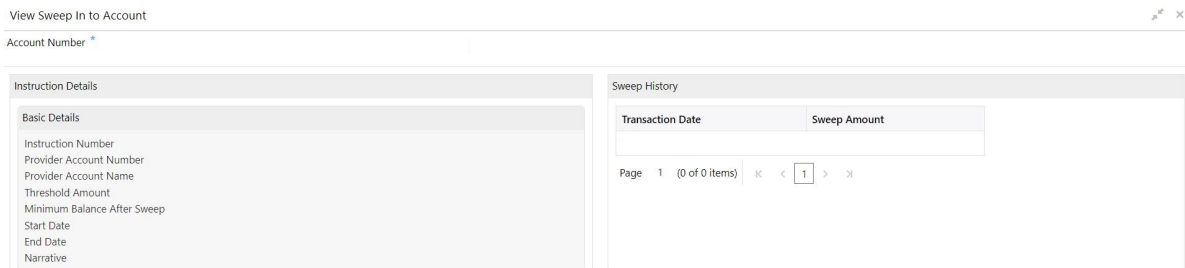 View Sweep In to Account
Account Number *
Instruction Details
Basic Details
Instruction Number
Provider Account Number
Provider Account Name
Threshold Amount
Minimum Balance After Sweep
Start Date
End Date
Narrative
Sweep History
Transaction Date Sweep Amount
Page 1 (0 of 0 items) 1